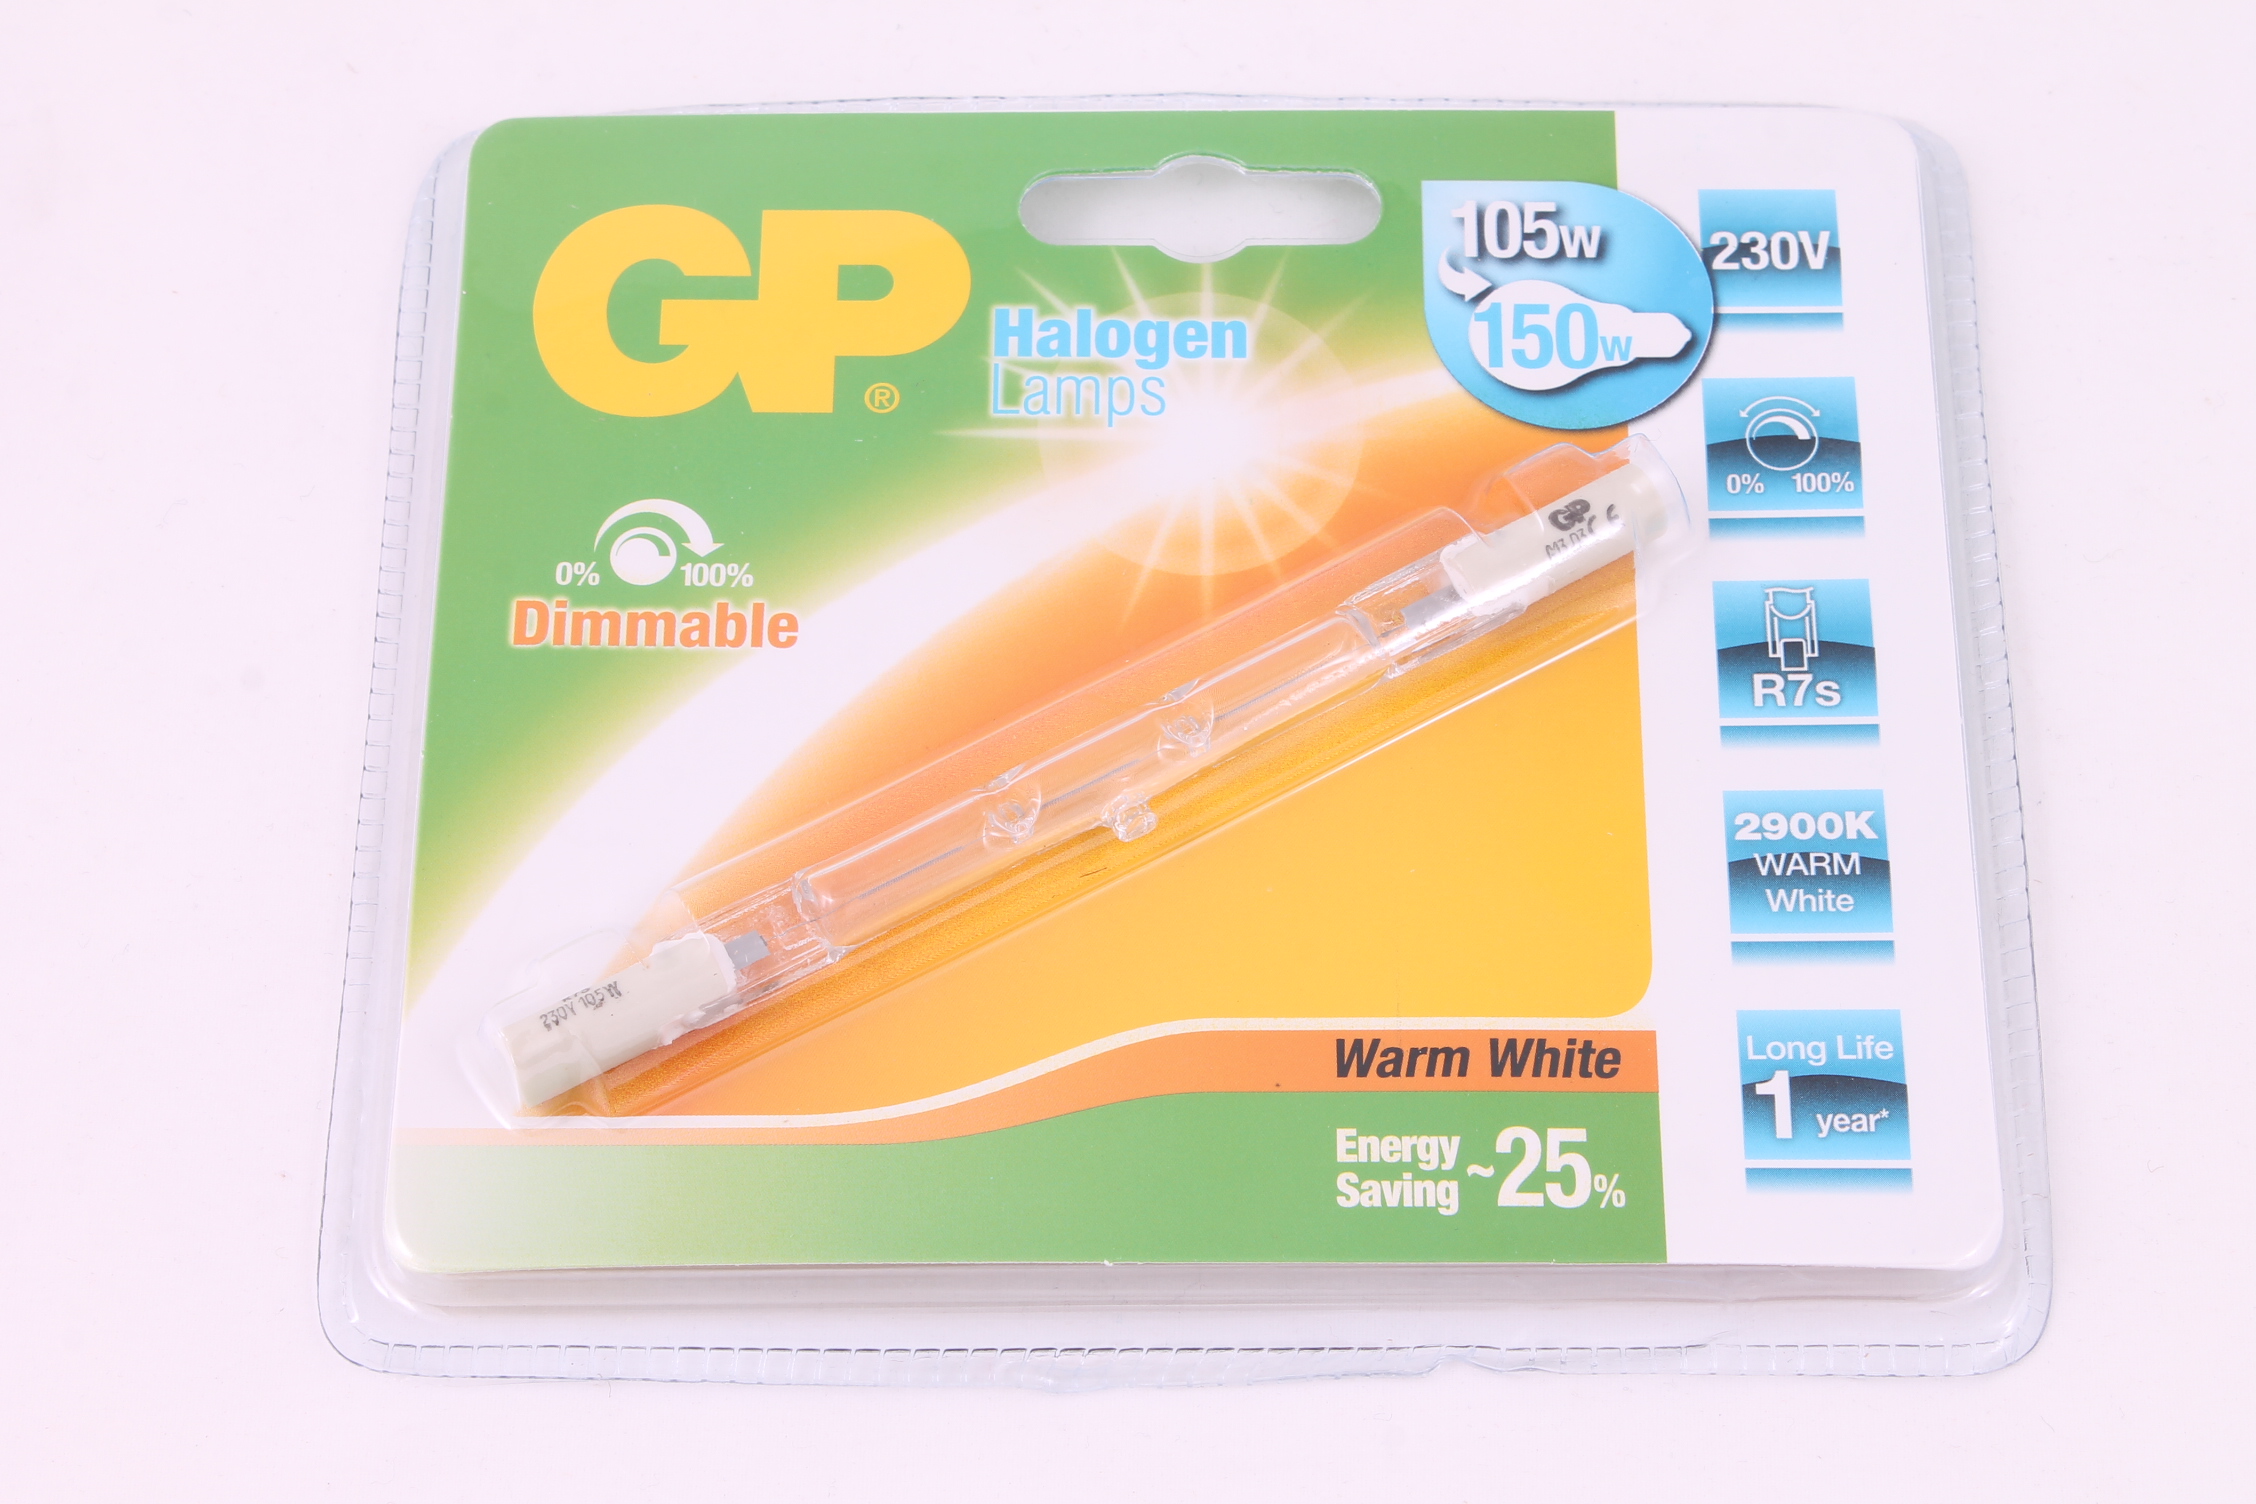 GP®
Halogen
Lamps
105W
150W
0% 100%
Dimmable
230V
0% 100%
R7s
2900K
WARM
White
Long Life
1 year*
GP
230V 105W
Warm White
Energy
Saving ~25%